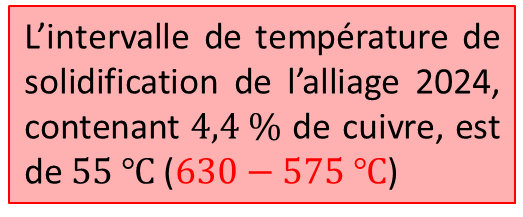 L’intervalle de température de
solidification de l’alliage 2024,
contenant 4,4 % de cuivre, est
de 55 °C (630 – 575 °C)